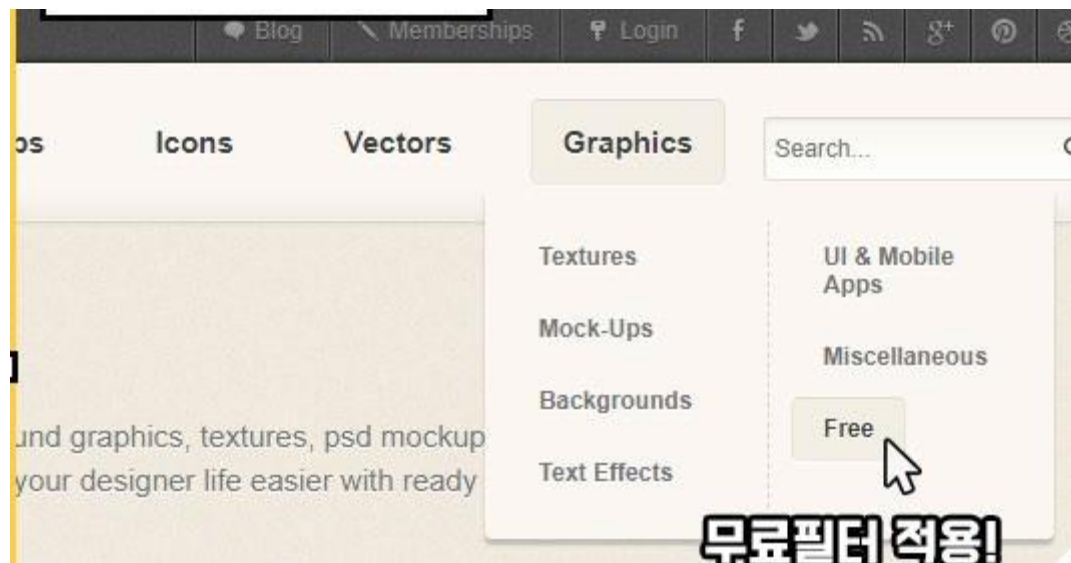 Blog Memberships Login
Icons Vectors Graphics Search...
Textures
Mock-Ups
Backgrounds
Text Effects
UI & Mobile
Apps
Miscellaneous
Free
und graphics, textures, psd mockup
your designer life easier with ready
무료필터 적용!